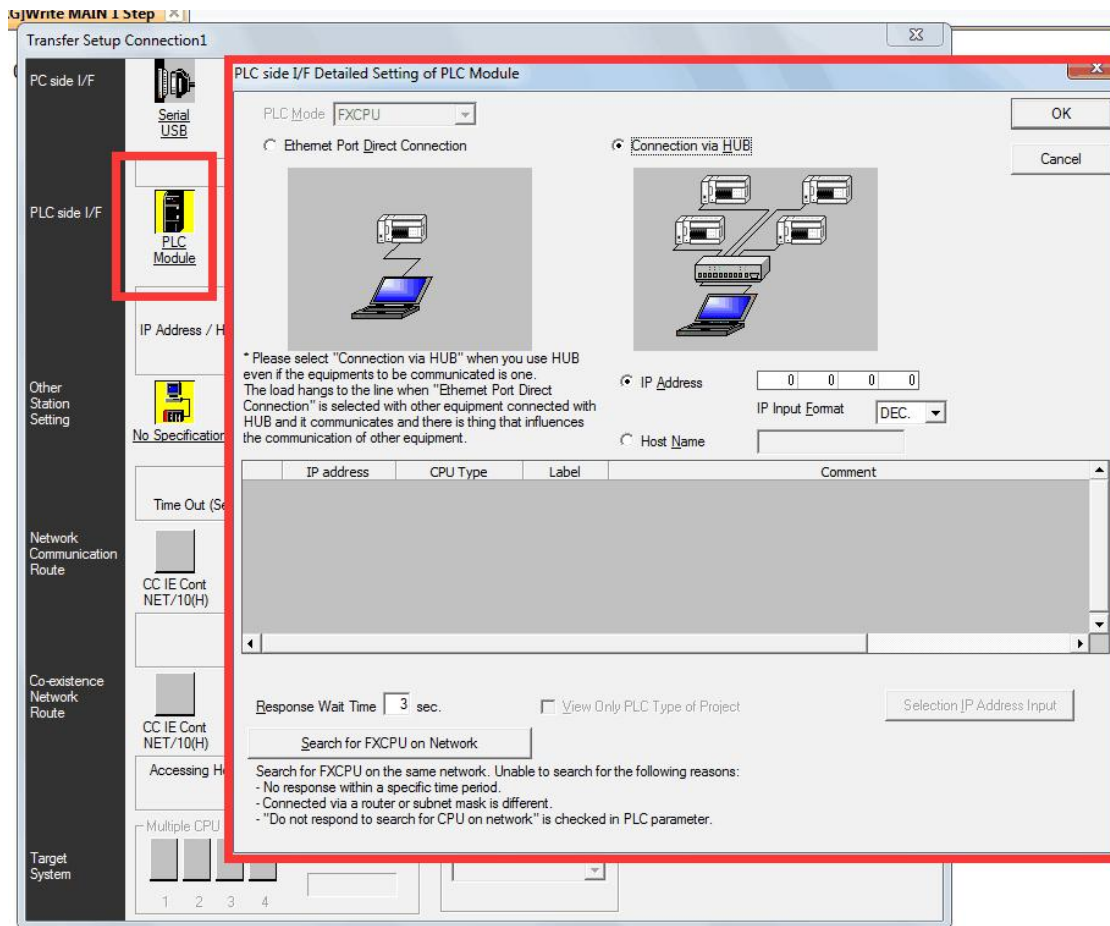 G]Write MAIN 1 Step
Transfer Setup Connection1
PC side I/F
Serial
USB
PLC side I/F
PLC
Module
IP Address / H
Other
Station
Setting
No Specification
Time Out (Se
Network
Communication
Route
CC IE Cont
NET/10(H)
Co-existence
Network
Route
CC IE Cont
NET/10(H)
Accessing H
Multiple CPU
Target
System
1 2 3 4
PLC side I/F Detailed Setting of PLC Module
PLC Mode FXCPU
OK
Cancel
Ethernet Port Direct Connection
Connection via HUB
* Please select "Connection via HUB" when you use HUB
even if the equipments to be communicated is one.
The load hangs to the line when "Ethernet Port Direct
Connection" is selected with other equipment connected with
HUB and it communicates and there is thing that influences
the communication of other equipment.
IP Address 0 0 0 0
IP Input Format DEC.
Host Name
IP address CPU Type Label Comment
Response Wait Time 3 sec.
View Only PLC Type of Project
Selection IP Address Input
Search for FXCPU on Network
Search for FXCPU on the same network. Unable to search for the following reasons:
- No response within a specific time period.
- Connected via a router or subnet mask is different.
- "Do not respond to search for CPU on network" is checked in PLC parameter.